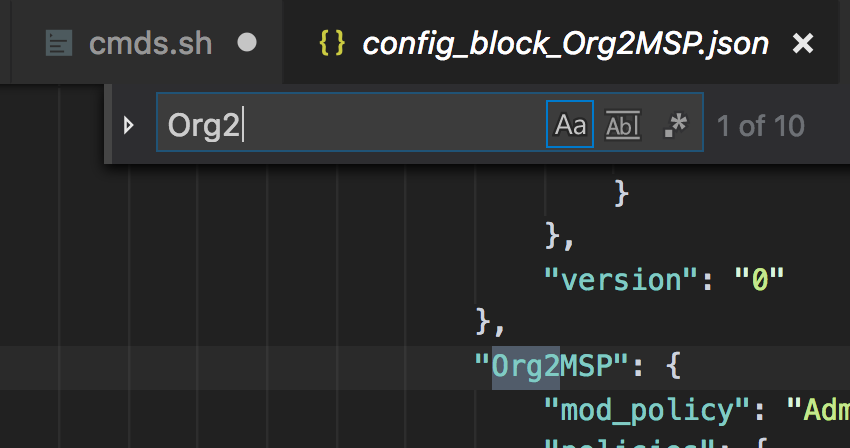 cmds.sh
{ } config_block_Org2MSP.json ×
Org2 Aa Abl .* 1 of 10
}
},
"version": "0"
},
"Org2MSP": {
"mod_policy": "Adm
"policies": {